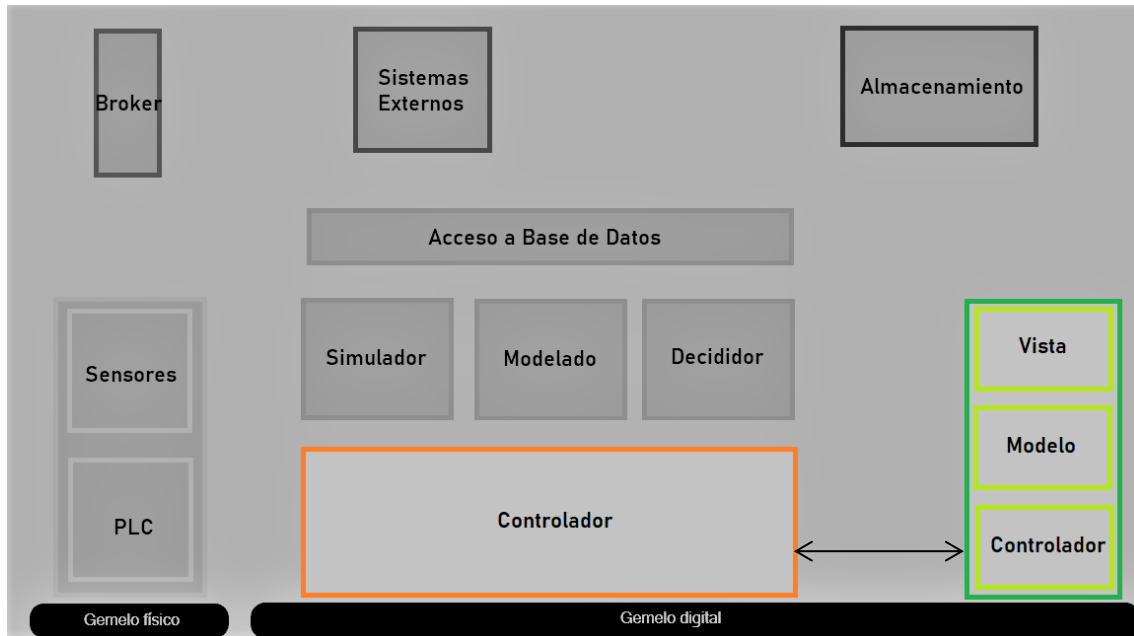 Broker
Sistemas
Externos
Almacenamiento
Acceso a Base de Datos
Sensores
Simulador
Modelado
Decididor
Vista
Modelo
PLC
Controlador
Controlador
Gemelo físico
Gemelo digital